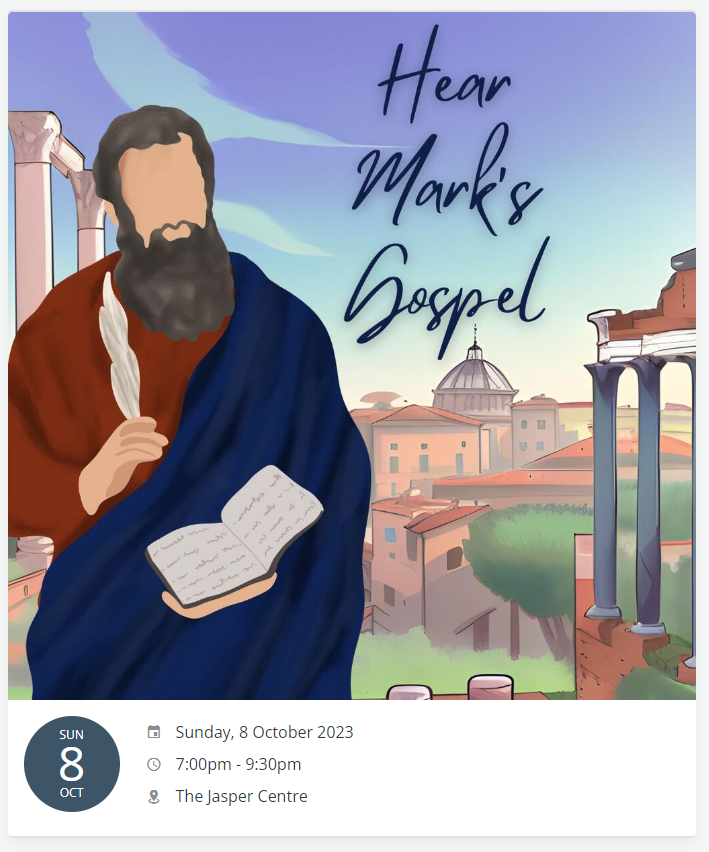 Hear
Mark's
Gospel
SUN
8
OCT
Sunday, 8 October 2023
7:00pm - 9:30pm
The Jasper Centre